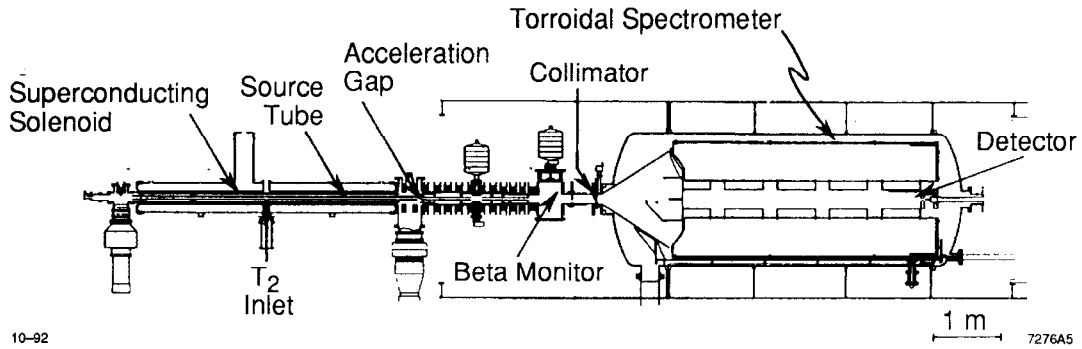 Torroidal Spectrometer
Acceleration
Gap
Collimator
Superconducting
Solenoid
Source
Tube
Detector
T2
Inlet
Beta Monitor
1 m
10–92
7276A5